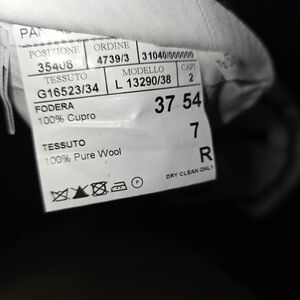 POSIZIONE ORDINE
35408 4739/3 31040/000000
TESSUTO MODELLO CAPI
G16523/34 L 13290/38 2
FODERA 37 54
100% Cupro
TESSUTO 7
100% Pure Wool R
DRY CLEAN ONLY